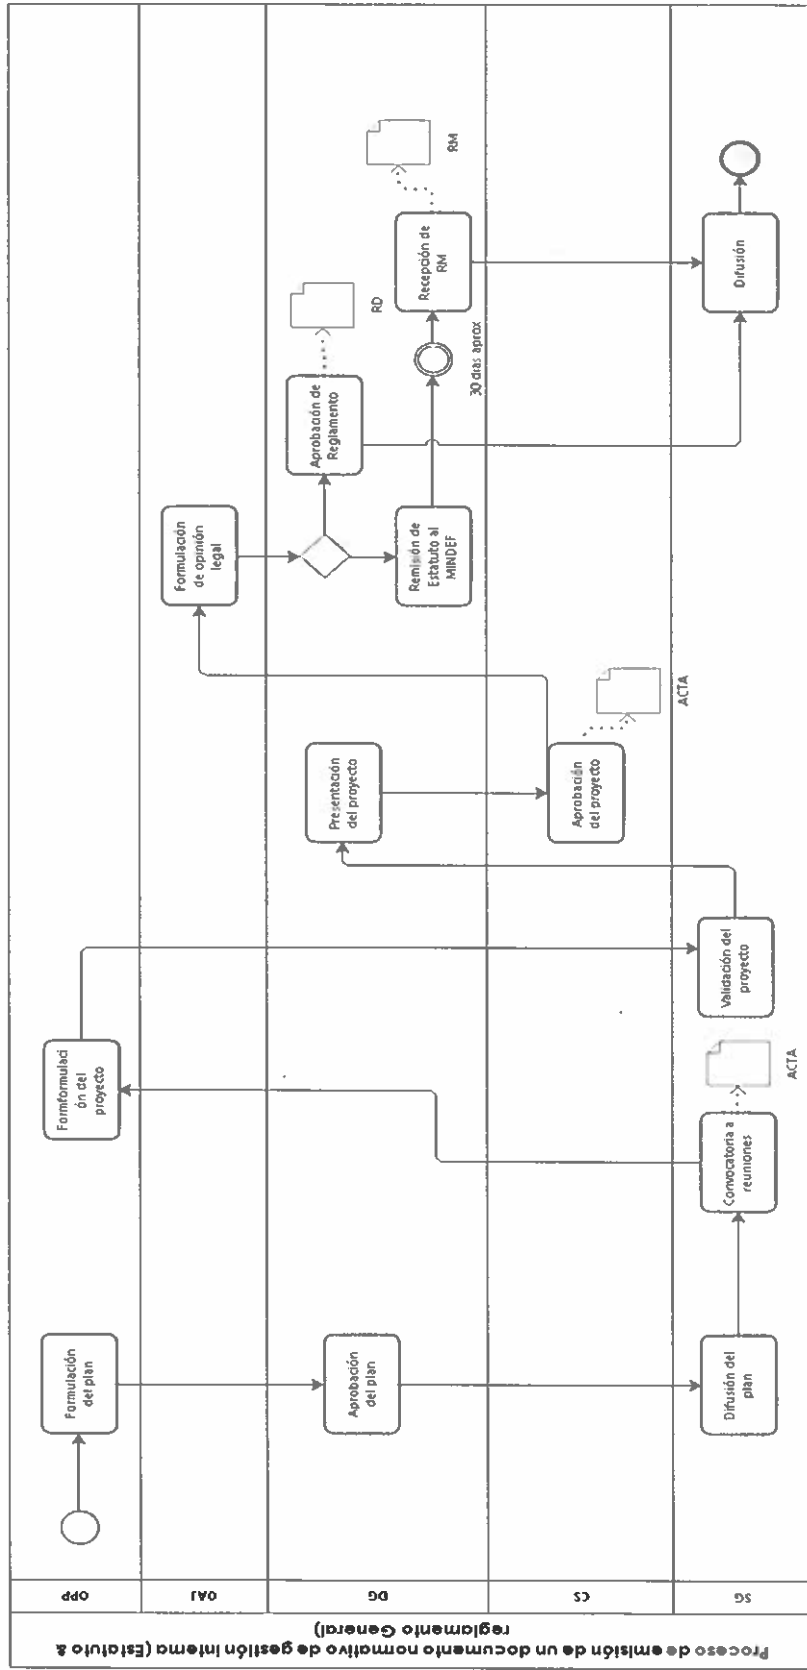 Proceso de emisión de un documento normativo de gestión interna (Estatuto &
reglamento General)
OPP
OAJ
DG
CS
SG
Formulación
del plan
Aprobación
del plan
Difusión del
plan
Convocatoria a
reuniones
ACTA
Formformulaci
ón del
proyecto
Validación del
proyecto
Presentación
del proyecto
Aprobación
del proyecto
ACTA
Formulación
de opinión
legal
Aprobación de
Reglamento
RD
Remisión de
Estatuto al
MINDEF
30 días aprox
Recepción de
RM
RM
Difusión